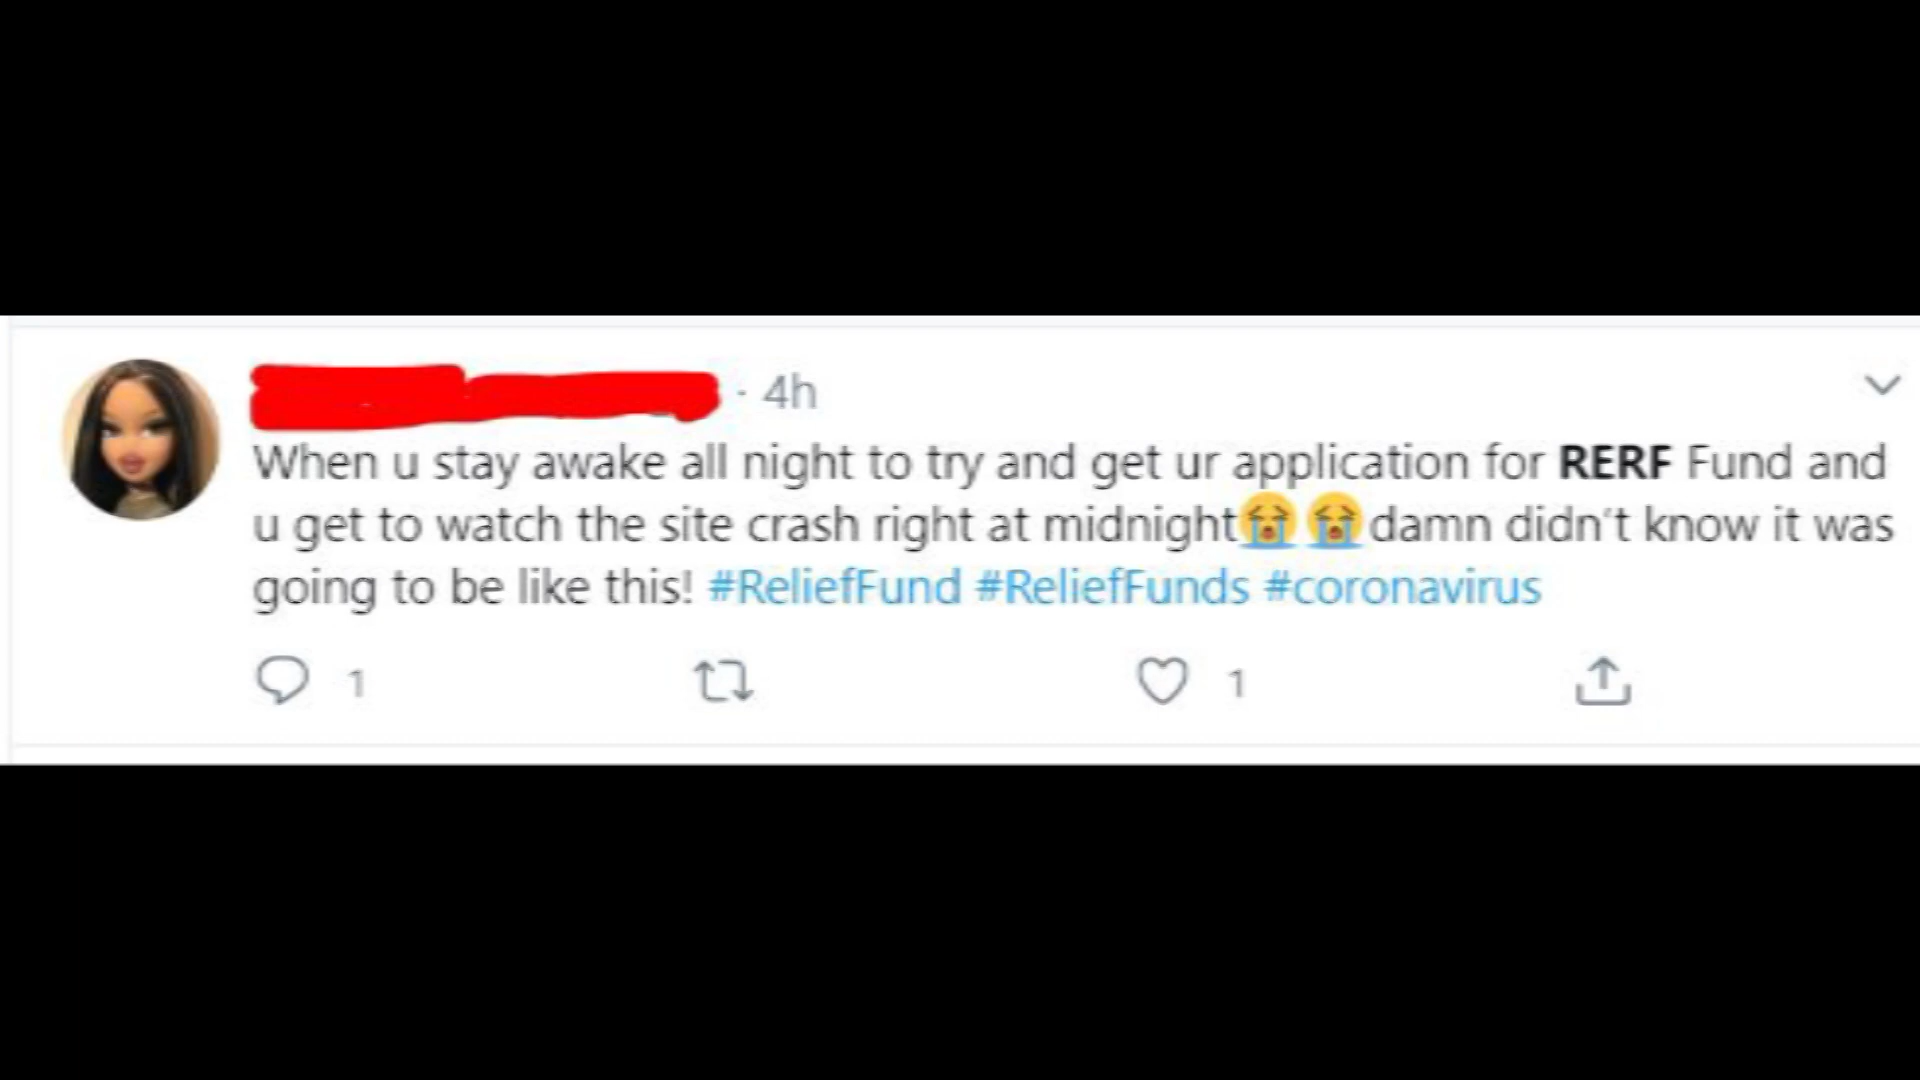 · 4h
When u stay awake all night to try and get ur application for RERF Fund and
u get to watch the site crash right at midnight😭😭damn didn't know it was
going to be like this! #ReliefFund #ReliefFunds #coronavirus
1 1